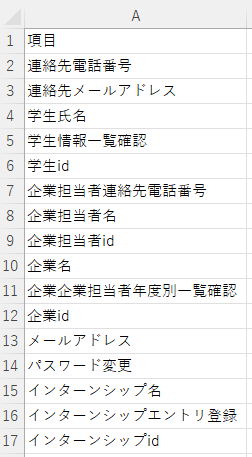 A
1 項目
2 連絡先電話番号
3 連絡先メールアドレス
4 学生氏名
5 学生情報一覧確認
6 学生id
7 企業担当者連絡先電話番号
8 企業担当者名
9 企業担当者id
10 企業名
11 企業企業担当者年度別一覧確認
12 企業id
13 メールアドレス
14 パスワード変更
15 インターンシップ名
16 インターンシップエントリ登録
17 インターンシップid